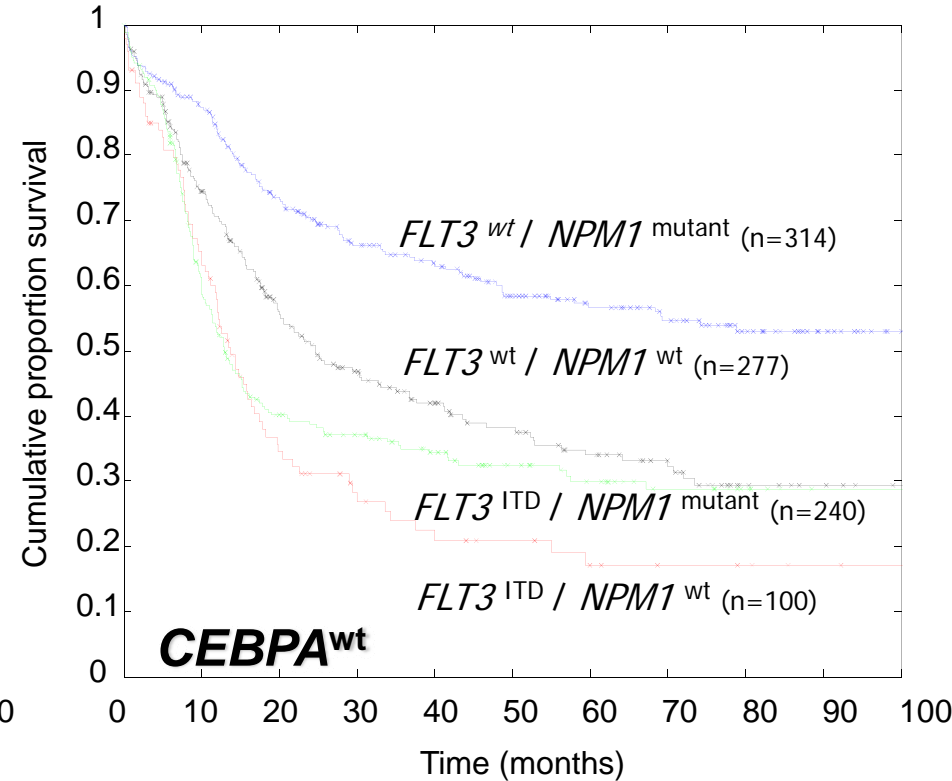 Cumulative proportion survival
1
0.9
0.8
0.7
0.6
0.5
0.4
0.3
0.2
0.1
0
FLT3 wt / NPM1 mutant (n=314)
FLT3 wt / NPM1 wt (n=277)
FLT3 ITD / NPM1 mutant (n=240)
FLT3 ITD / NPM1 wt (n=100)
CEBPAwt
0 0 10 20 30 40 50 60 70 80 90 100
Time (months)